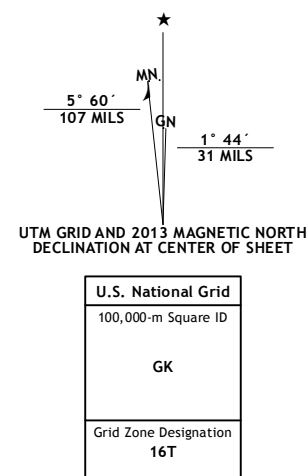 ★
MN.
5° 60´
107 MILS
GN
1° 44´
31 MILS
UTM GRID AND 2013 MAGNETIC NORTH
DECLINATION AT CENTER OF SHEET
U.S. National Grid
100,000-m Square ID
GK
Grid Zone Designation
16T